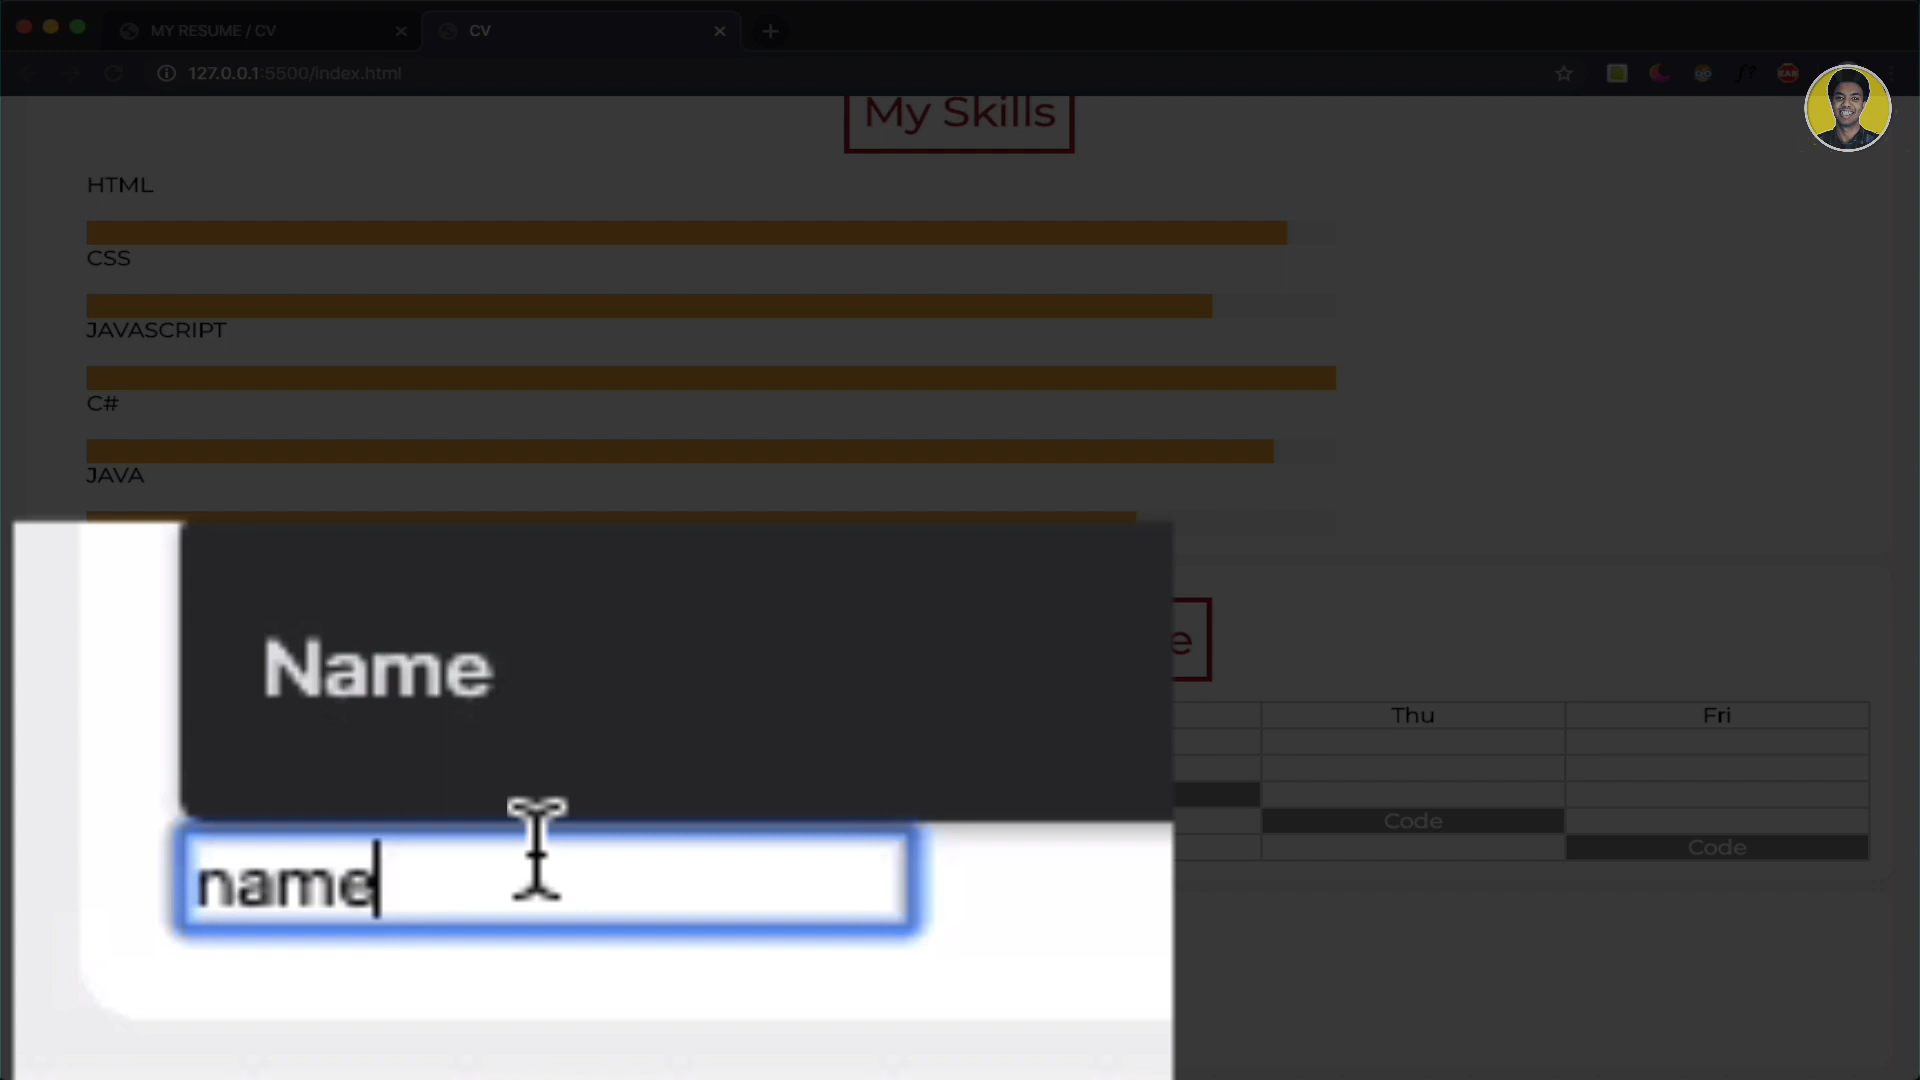 MY RESUME / CV
CV
127.0.0.1:5500/index.html
My Skills
HTML
CSS
JAVASCRIPT
C#
JAVA
Name
name
e
Thu Fri
Code
Code